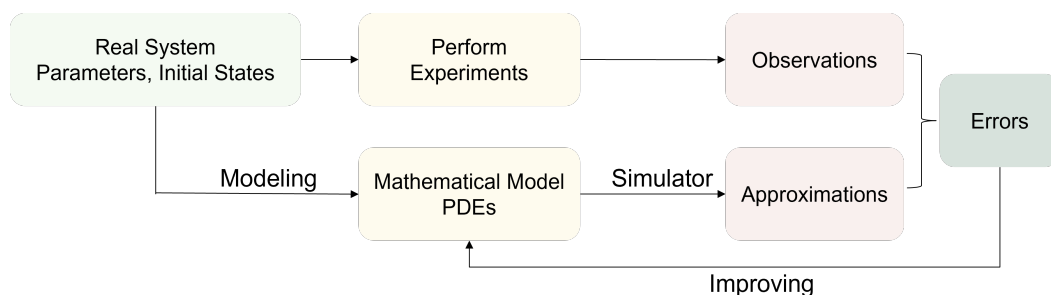 Real System
Parameters, Initial States
Perform
Experiments
Observations
Errors
Modeling
Mathematical Model
PDEs
Simulator
Approximations
Improving